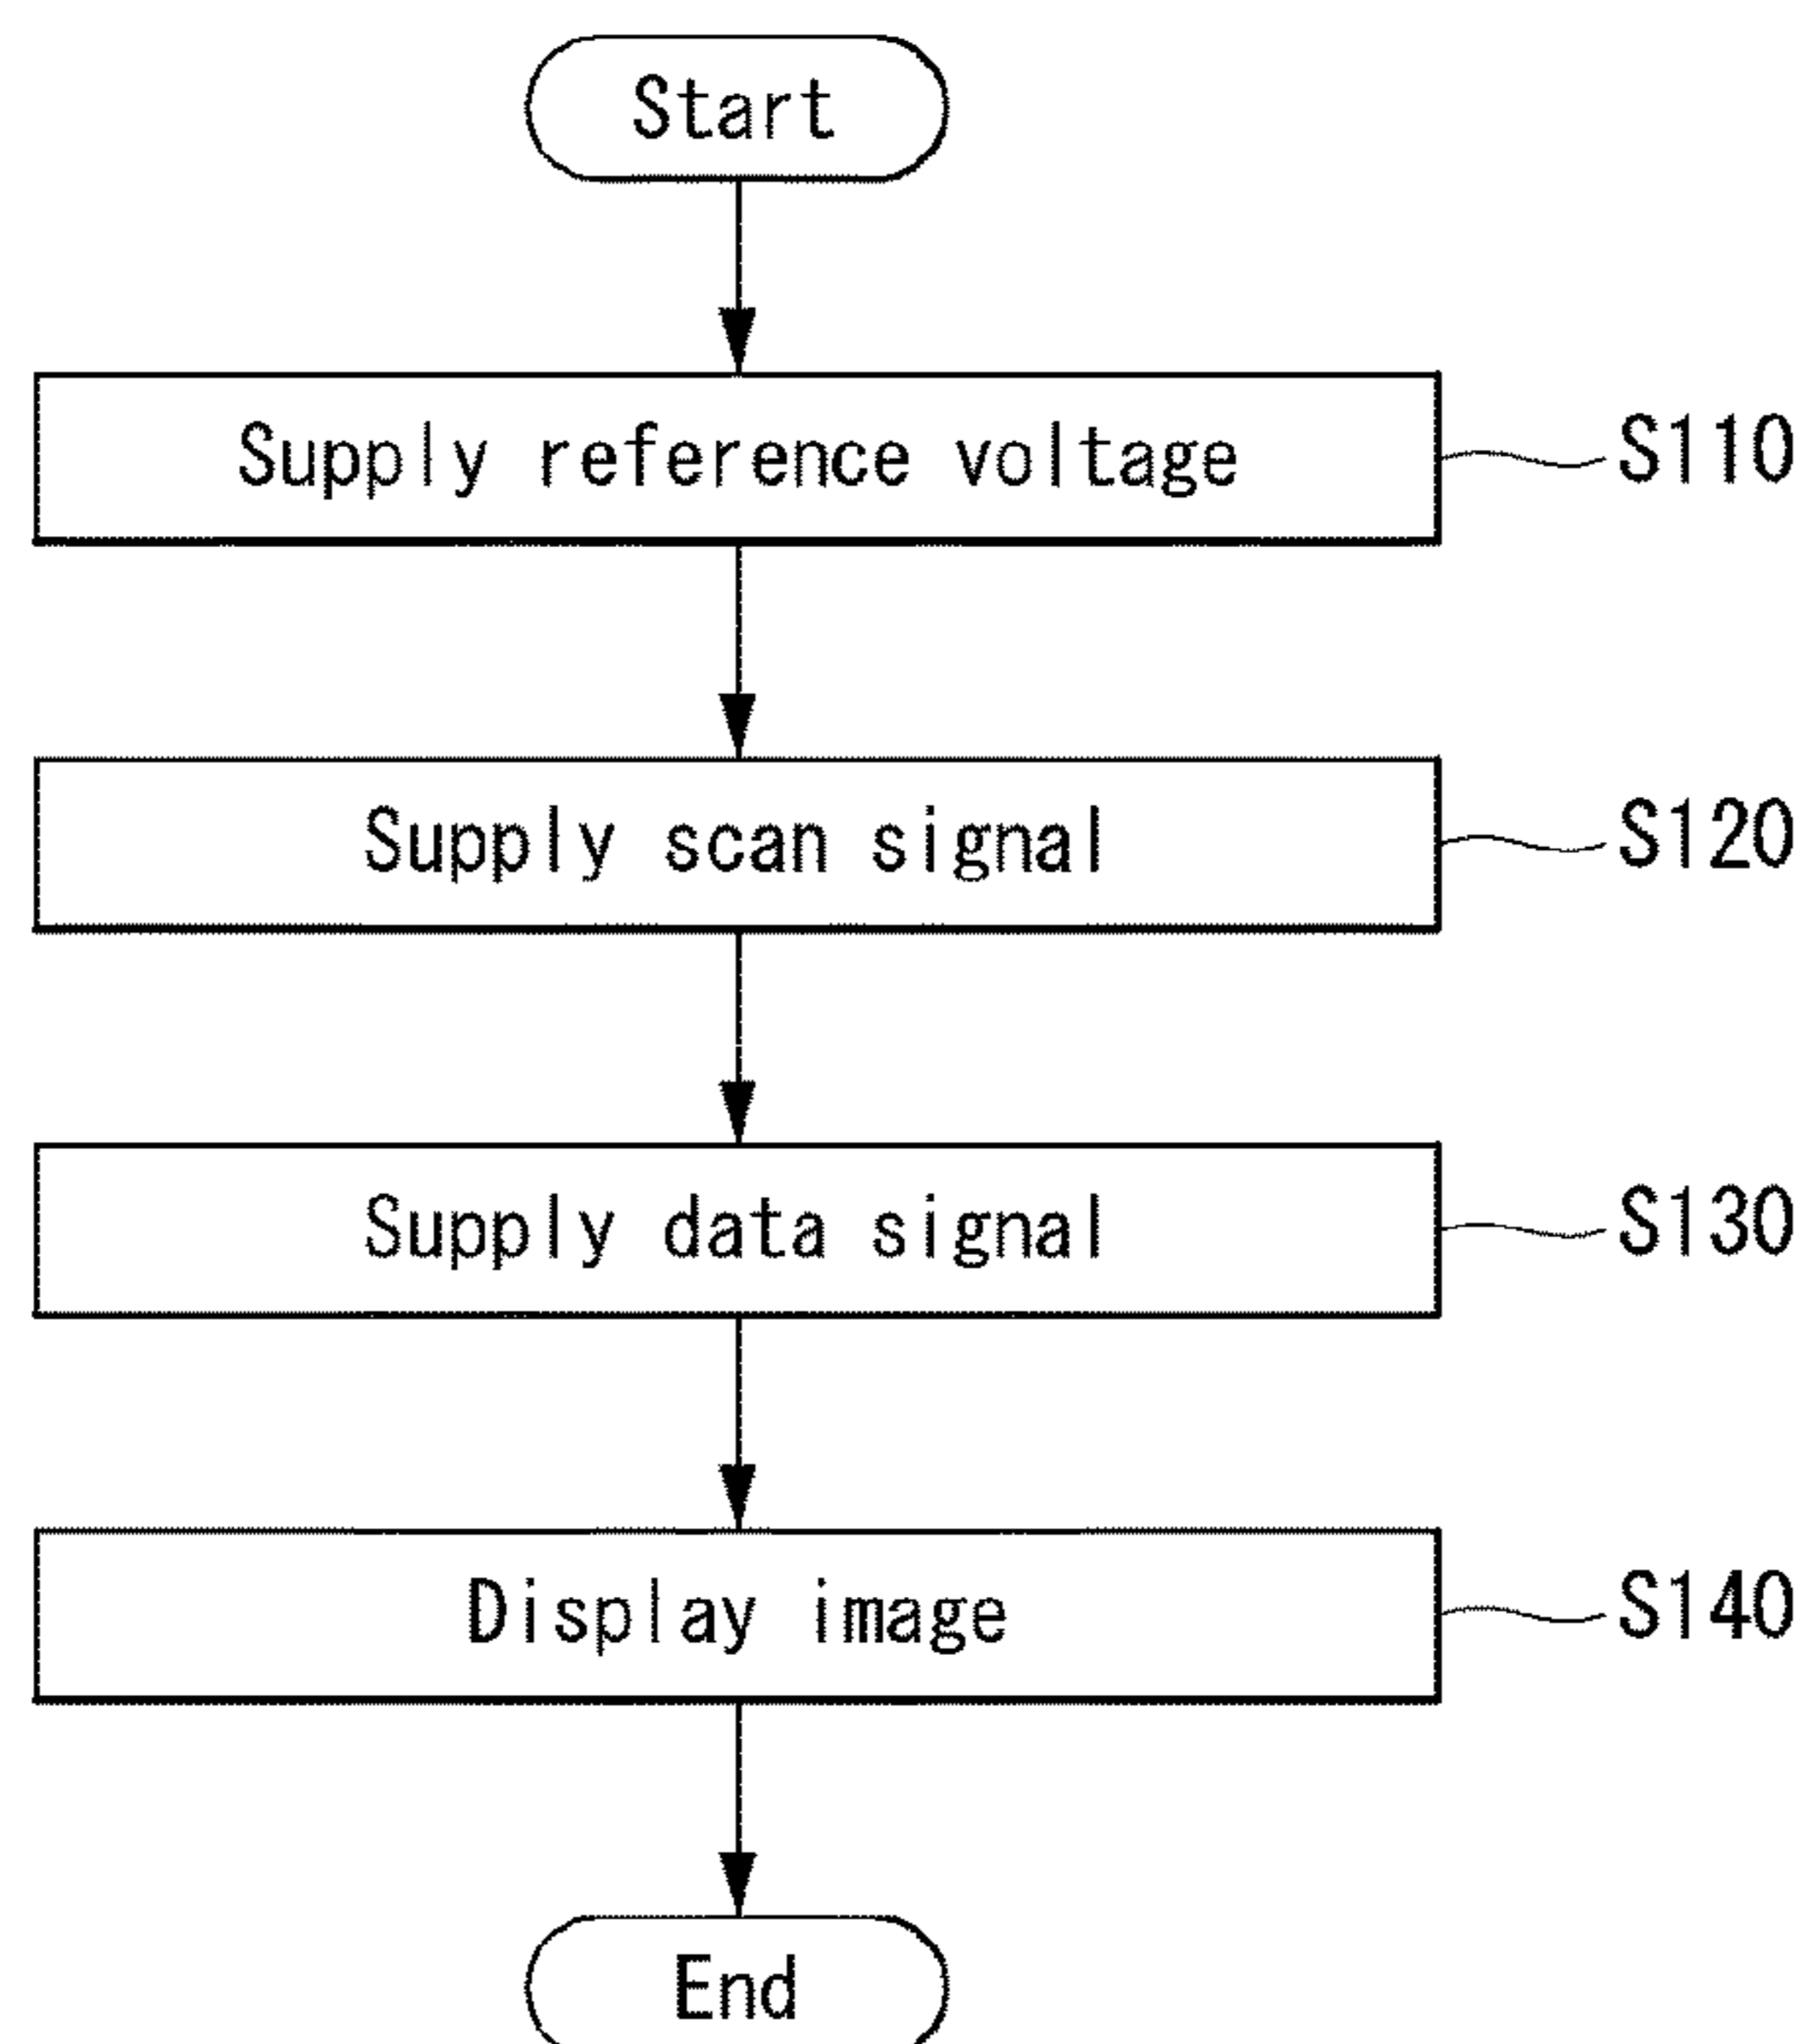 Start
Supply reference voltage S110
Supply scan signal S120
Supply data signal S130
Display image S140
End